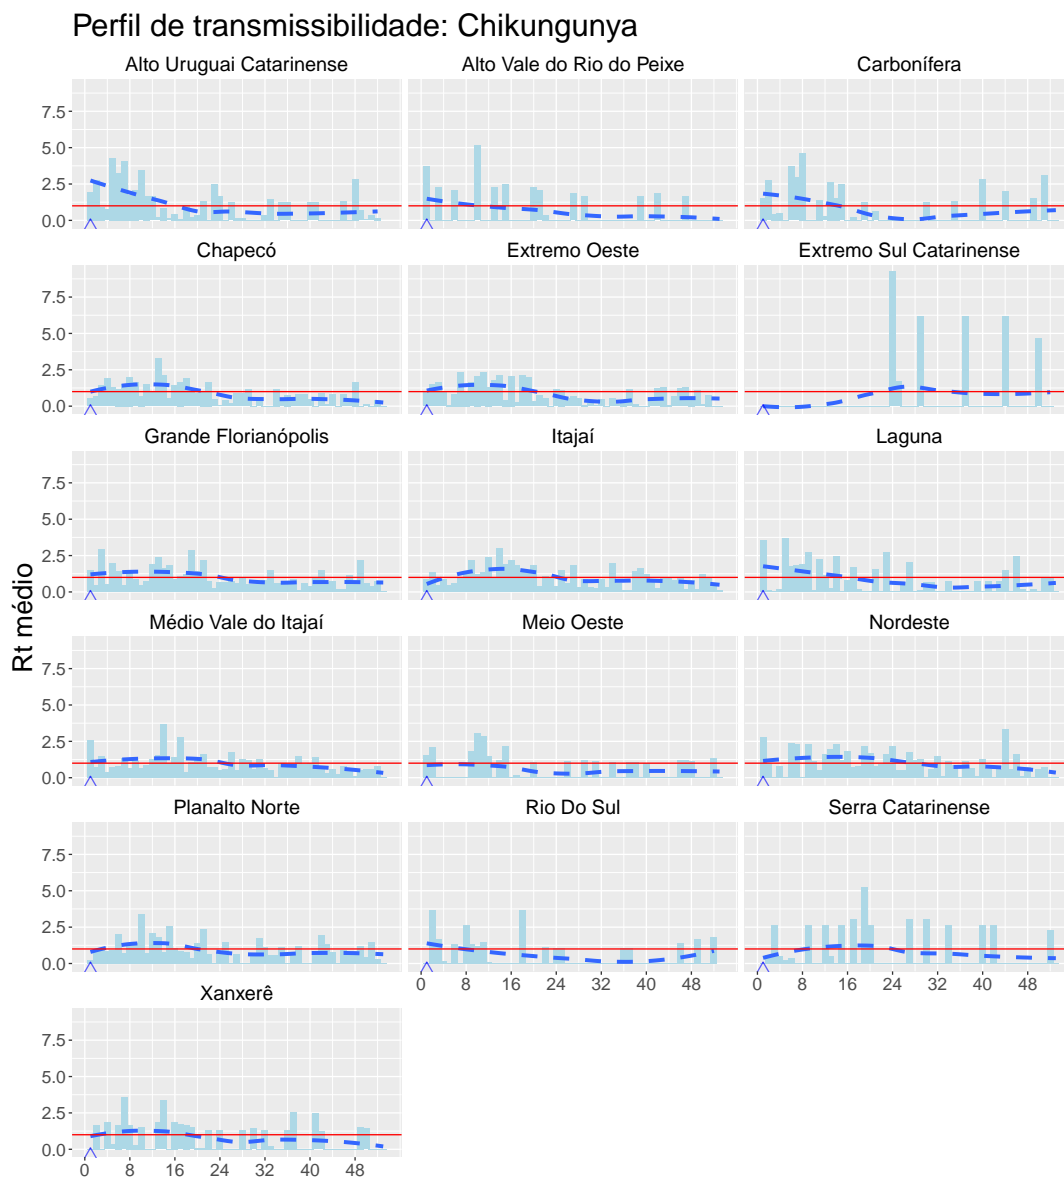 Perfil de transmissibilidade: Chikungunya
Alto Uruguai Catarinense
Alto Vale do Rio do Peixe
Carbonífera
7.5
5.0
2.5
0.0
Chapecó
Extremo Oeste
Extremo Sul Catarinense
7.5
5.0
2.5
0.0
Grande Florianópolis
Itajaí
Laguna
7.5
5.0
2.5
0.0
Rt médio
Médio Vale do Itajaí
Meio Oeste
Nordeste
7.5
5.0
2.5
0.0
Planalto Norte
Rio Do Sul
Serra Catarinense
7.5
5.0
2.5
0.0
0 8 16 24 32 40 48
0 8 16 24 32 40 48
Xanxerê
7.5
5.0
2.5
0.0
0 8 16 24 32 40 48